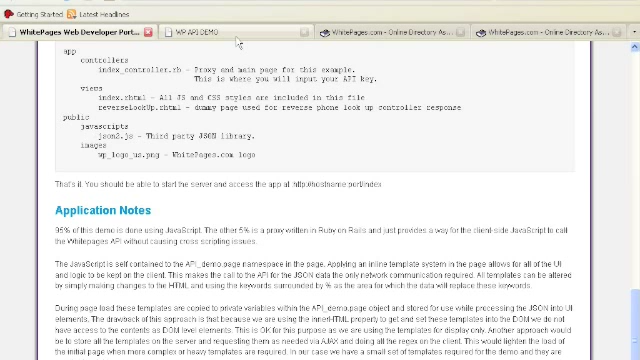 Getting Started Latest Headlines
WhitePages Web Developer Port... WP API DEMO WhitePages.com - Online Directory As... WhitePages.com - Online Directory As...
app
controllers
index_controller.rb - Proxy and main page for this example.
This is where you will input your API key.
views
index.rhtml - All JS and CSS styles are included in this file
reverseLookUp.rhtml - dummy page used for reverse phone look up controller response
public
javascripts
json2.js - Third party JSON library.
images
wp_logo_us.png - WhitePages.com logo
That's it. You should be able to start the server and access the app at :http://hostname:port/index
Application Notes
95% of this demo is done using JavaScript. The other 5% is a proxy written in Ruby on Rails and just provides a way for the client-side JavaScript to call
the Whitepages API without causing cross scripting issues.
The JavaScript is self contained to the API_demo.page namespace in the page. Applying an inline template system in the page allows for all of the UI
and logic to be kept on the client. This makes the call to the API for the JSON data the only network communication required. All templates can be altered
by simply making changes to the HTML and using the keywords surrounded by % as the area for which the data will replace these keywords.
During page load these templates are copied to private variables within the API_demo.page object and stored for use while processing the JSON into UI
elements. The drawback of this approach is that because we are using the innerHTML property to get and set these templates into the DOM we do not
have access to the contents as DOM level elements. This is OK for this purpose as we are using the templates for display only. Another approach would
be to store all the templates on the server and requesting them as needed via AJAX and doing all the regex on the client. This would lighten the load
of the initial page when more complex or heavy templates are required. In our case we have a small set of templates required for the demo and they are